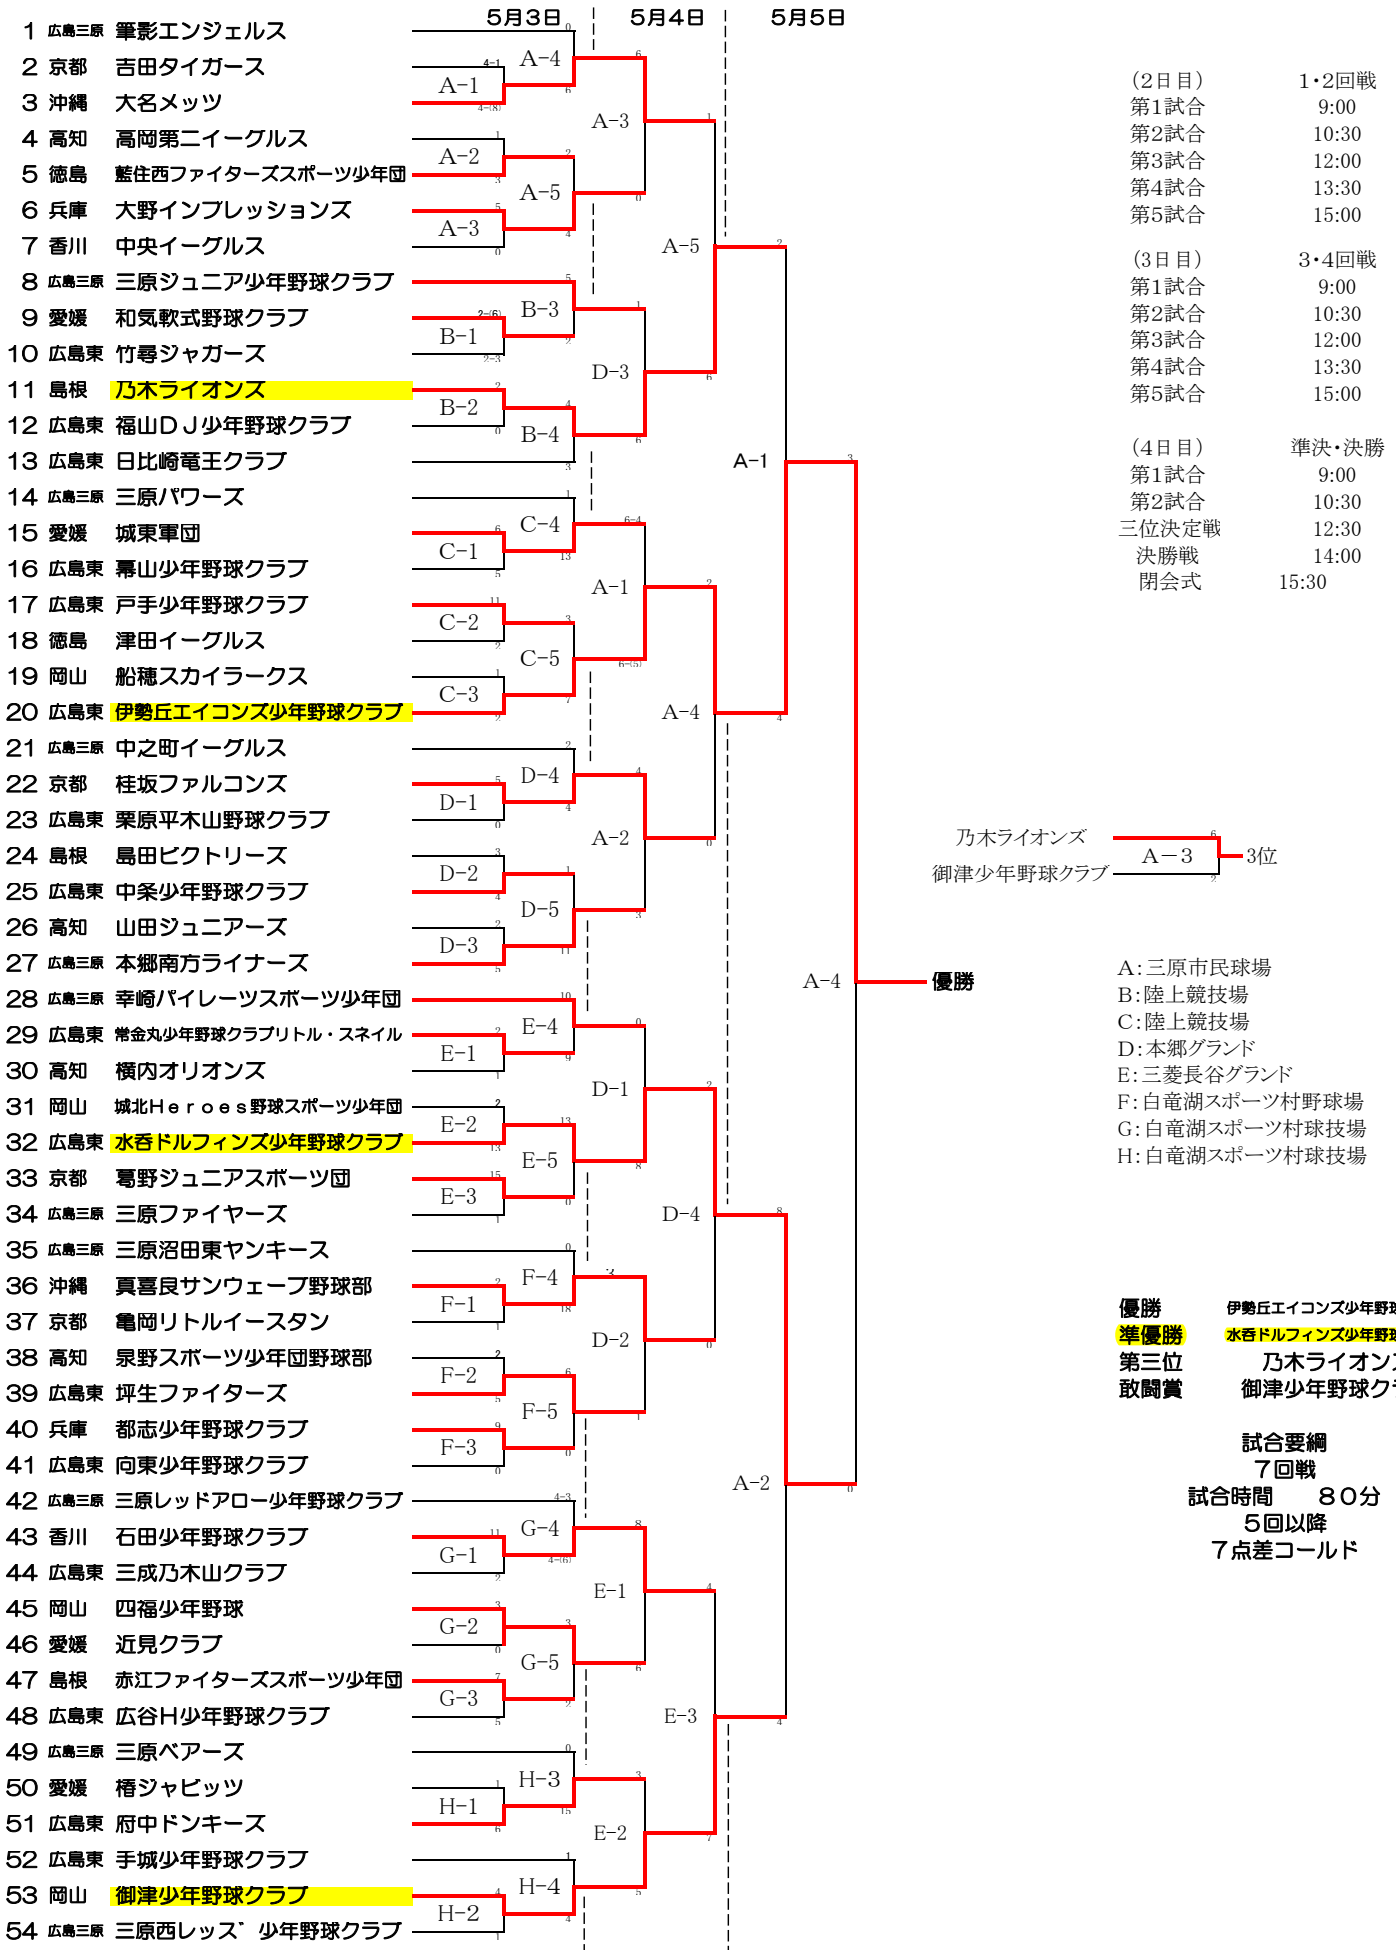 5月3日 5月4日 5月5日
1 広島三原 筆影エンジェルス
2 京都 吉田タイガース
3 沖縄 大名メッツ
4 高知 高岡第二イーグルス
5 徳島 藍住西ファイターズスポーツ少年団
6 兵庫 大野インプレッションズ
7 香川 中央イーグルス
8 広島三原 三原ジュニア少年野球クラブ
9 愛媛 和気軟式野球クラブ
10 広島東 竹尋ジャガーズ
11 島根 乃木ライオンズ
12 広島東 福山DJ少年野球クラブ
13 広島東 日比崎竜王クラブ
14 広島三原 三原パワーズ
15 愛媛 城東軍団
16 広島東 幕山少年野球クラブ
17 広島東 戸手少年野球クラブ
18 徳島 津田イーグルス
19 岡山 船穂スカイラークス
20 広島東 伊勢丘エイコンズ少年野球クラブ
21 広島三原 中之町イーグルス
22 京都 桂坂ファルコンズ
23 広島東 栗原平木山野球クラブ
24 島根 島田ビクトリーズ
25 広島東 中条少年野球クラブ
26 高知 山田ジュニアーズ
27 広島三原 本郷南方ライナーズ
28 広島三原 幸崎パイレーツスポーツ少年団
29 広島東 常金丸少年野球クラブリトル・スネイル
30 高知 横内オリオンズ
31 岡山 城北Heroes野球スポーツ少年団
32 広島東 水呑ドルフィンズ少年野球クラブ
33 京都 葛野ジュニアスポーツ団
34 広島三原 三原ファイヤーズ
35 広島三原 三原沼田東ヤンキース
36 沖縄 真喜良サンウェーブ野球部
37 京都 亀岡リトルイースタン
38 高知 泉野スポーツ少年団野球部
39 広島東 坪生ファイターズ
40 兵庫 都志少年野球クラブ
41 広島東 向東少年野球クラブ
42 広島三原 三原レッドアロー少年野球クラブ
43 香川 石田少年野球クラブ
44 広島東 三成乃木山クラブ
45 岡山 四福少年野球
46 愛媛 近見クラブ
47 島根 赤江ファイターズスポーツ少年団
48 広島東 広谷H少年野球クラブ
49 広島三原 三原ベアーズ
50 愛媛 椿ジャビッツ
51 広島東 府中ドンキーズ
52 広島東 手城少年野球クラブ
53 岡山 御津少年野球クラブ
54 広島三原 三原西レッズ゛少年野球クラブ
A-1
A-2
A-3
B-1
B-2
C-1
C-2
C-3
D-1
D-2
D-3
E-1
E-2
E-3
F-1
F-2
F-3
G-1
G-2
G-3
H-1
H-2
A-4
A-5
B-3
B-4
C-4
C-5
D-4
D-5
E-4
E-5
F-4
F-5
G-4
G-5
H-3
H-4
A-3
D-3
A-1
A-2
D-1
D-2
E-1
E-2
A-5
A-4
D-4
E-3
A-1
A-2
A-4
優勝
(2日目) 1・2回戦
第1試合 9:00
第2試合 10:30
第3試合 12:00
第4試合 13:30
第5試合 15:00
(3日目) 3・4回戦
第1試合 9:00
第2試合 10:30
第3試合 12:00
第4試合 13:30
第5試合 15:00
(4日目) 準決・決勝
第1試合 9:00
第2試合 10:30
三位決定戦 12:30
決勝戦 14:00
閉会式 15:30
乃木ライオンズ 6
A-3 3位
御津少年野球クラブ 2
A:三原市民球場
B:陸上競技場
C:陸上競技場
D:本郷グランド
E:三菱長谷グランド
F:白竜湖スポーツ村野球場
G:白竜湖スポーツ村球技場
H:白竜湖スポーツ村球技場
優勝 伊勢丘エイコンズ少年野
準優勝 水呑ドルフィンズ少年野
第三位 乃木ライオン
敢闘賞 御津少年野球ク
試合要綱
7回戦
試合時間 80分
5回以降
7点差コールド